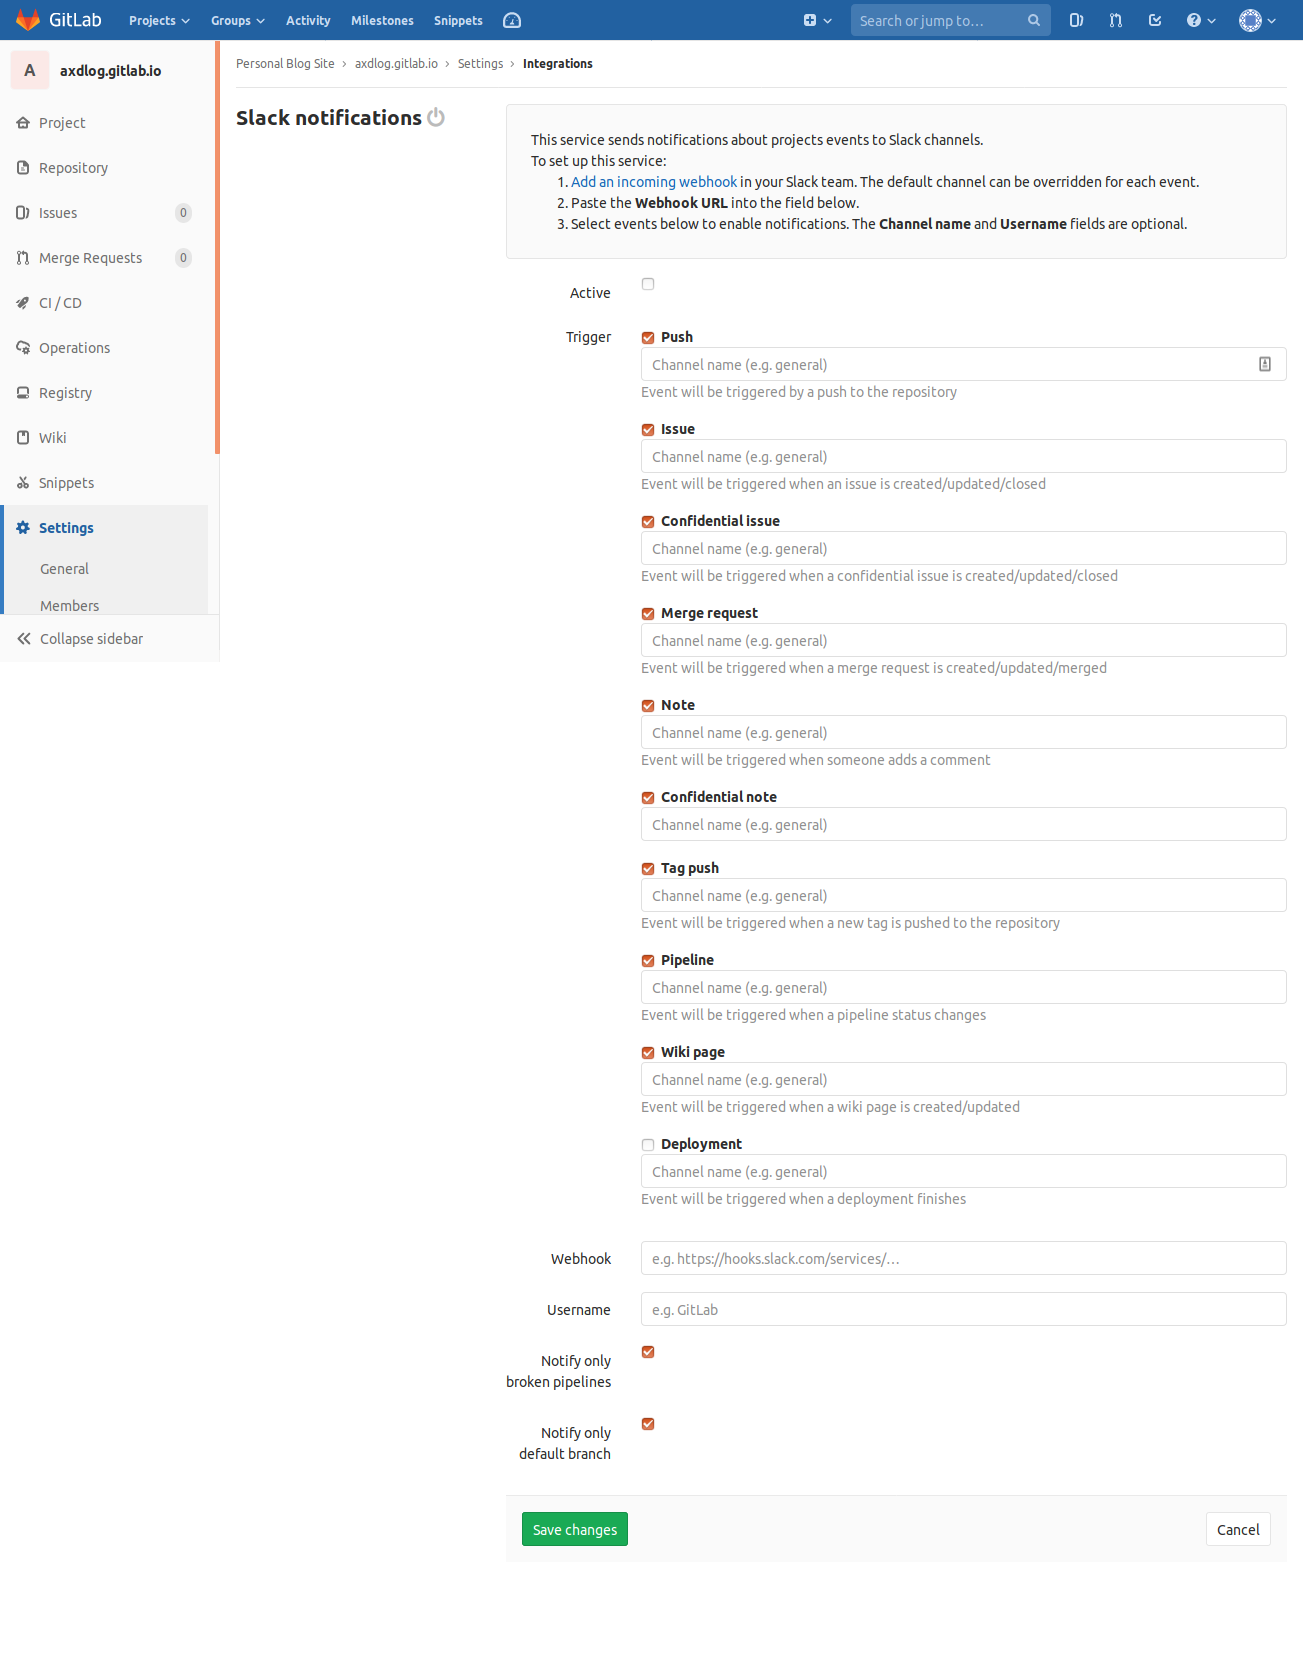 GitLab Projects Groups Activity Milestones Snippets Search or jump to…
A axdlog.gitlab.io
Project
Repository
Issues 0
Merge Requests 0
CI / CD
Operations
Registry
Wiki
Snippets
Settings
General
Members
Collapse sidebar
Personal Blog Site › axdlog.gitlab.io › Settings › Integrations
Slack notifications
This service sends notifications about projects events to Slack channels.
To set up this service:
1. Add an incoming webhook in your Slack team. The default channel can be overridden for each event.
2. Paste the Webhook URL into the field below.
3. Select events below to enable notifications. The Channel name and Username fields are optional.
Active
Trigger
Push
Channel name (e.g. general)
Event will be triggered by a push to the repository
Issue
Channel name (e.g. general)
Event will be triggered when an issue is created/updated/closed
Confidential issue
Channel name (e.g. general)
Event will be triggered when a confidential issue is created/updated/closed
Merge request
Channel name (e.g. general)
Event will be triggered when a merge request is created/updated/merged
Note
Channel name (e.g. general)
Event will be triggered when someone adds a comment
Confidential note
Channel name (e.g. general)
Tag push
Channel name (e.g. general)
Event will be triggered when a new tag is pushed to the repository
Pipeline
Channel name (e.g. general)
Event will be triggered when a pipeline status changes
Wiki page
Channel name (e.g. general)
Event will be triggered when a wiki page is created/updated
Deployment
Channel name (e.g. general)
Event will be triggered when a deployment finishes
Webhook e.g. https://hooks.slack.com/services/…
Username e.g. GitLab
Notify only
broken pipelines
Notify only
default branch
Save changes Cancel